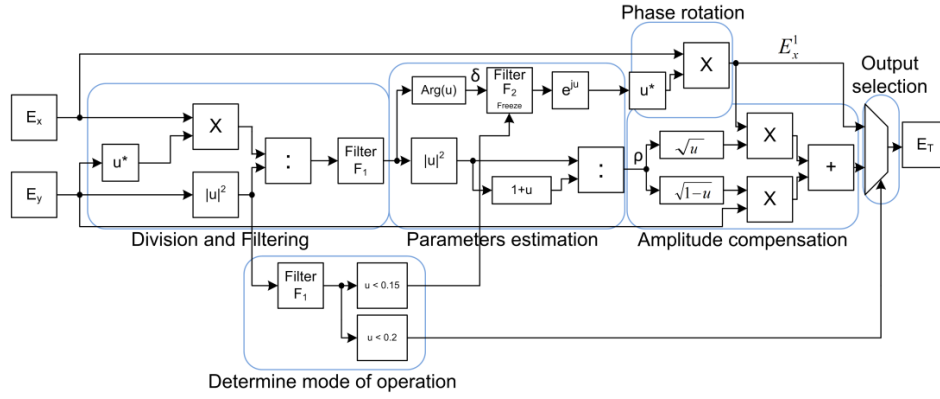 Phase rotation
X
E_x^1
Output
selection
E_x
u*
X
:
Filter
F_1
Arg(u)
δ
Filter
F_2
Freeze
e^{ju}
u*
E_y
|u|^2
|u|^2
1+u
:
ρ
√u
√1−u
X
X
+
E_T
Division and Filtering
Parameters estimation
Amplitude compensation
Filter
F_1
u < 0.15
u < 0.2
Determine mode of operation